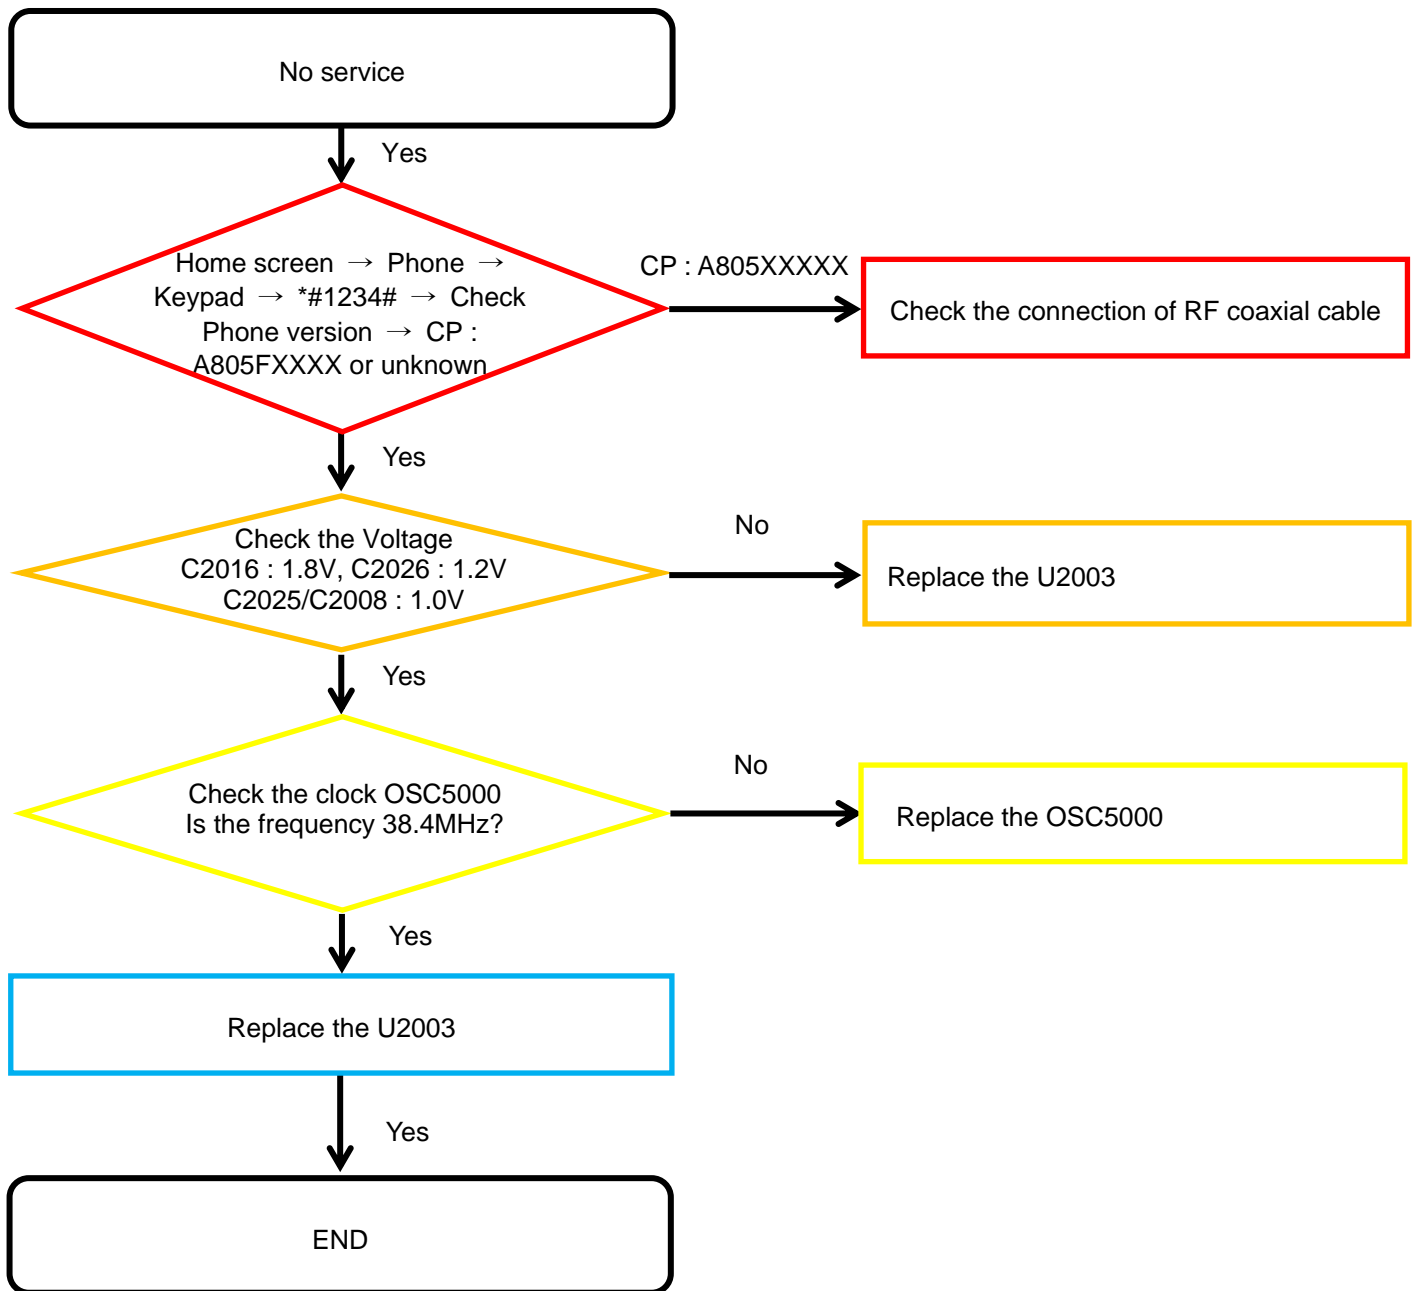 No service
Yes
Home screen → Phone →
Keypad → *#1234# → Check
Phone version → CP :
A805FXXXX or unknown
CP : A805XXXXX
Check the connection of RF coaxial cable
Yes
Check the Voltage
C2016 : 1.8V, C2026 : 1.2V
C2025/C2008 : 1.0V
No
Replace the U2003
Yes
Check the clock OSC5000
Is the frequency 38.4MHz?
No
Replace the OSC5000
Yes
Replace the U2003
Yes
END